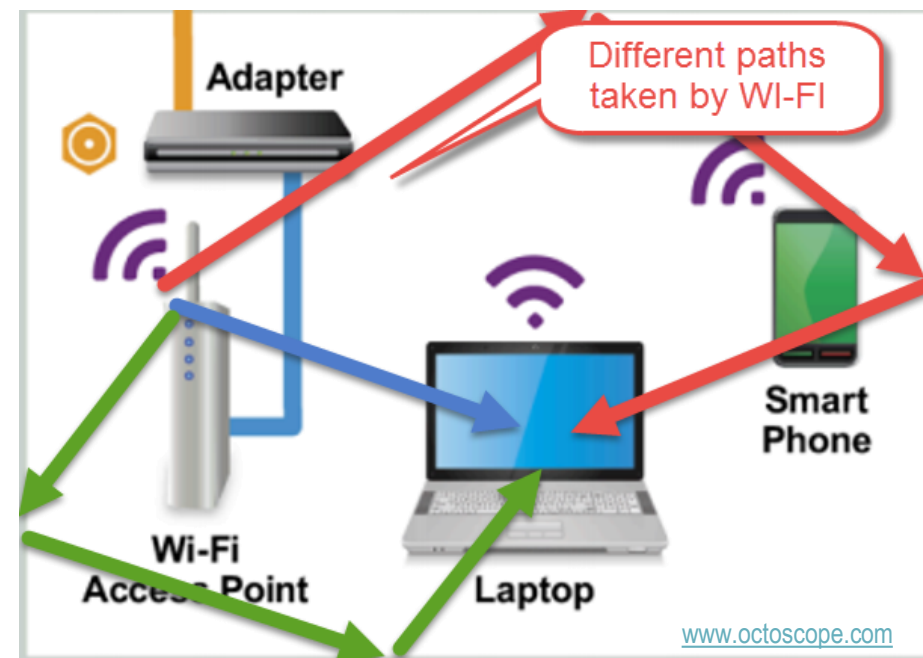 Different paths
taken by WI-FI
Adapter
Smart
Phone
Wi-Fi
Access Point
Laptop
www.octoscope.com